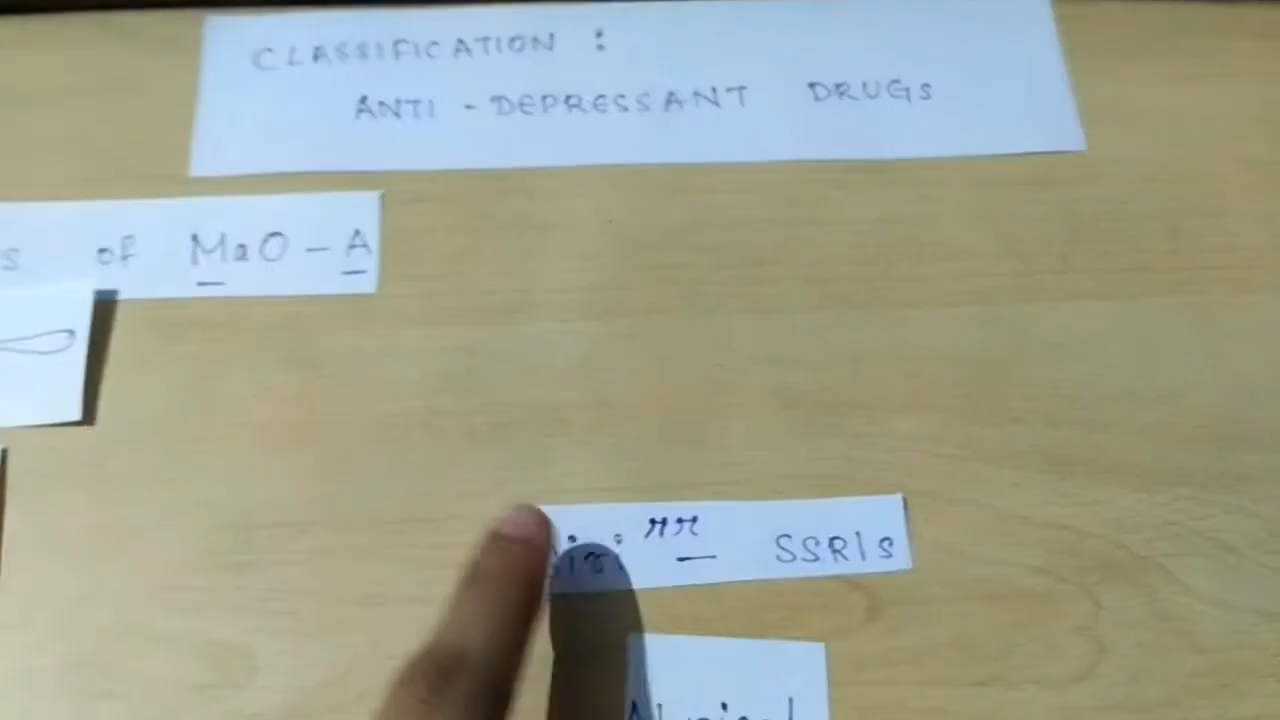 CLASSIFICATION :
ANTI - DEPRESSANT DRUGS
s of MaO - A
— SSRIs